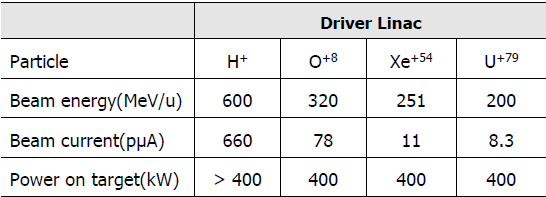 Driver Linac
Particle H+ O+8 Xe+54 U+79
Beam energy(MeV/u) 600 320 251 200
Beam current(pμA) 660 78 11 8.3
Power on target(kW) > 400 400 400 400